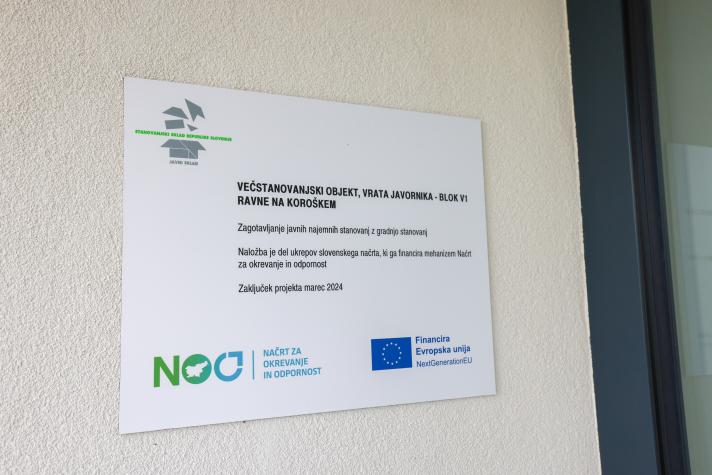 STANOVANJSKI SKLAD REPUBLIKE SLOVENIJE
JAVNI SKLAD
VEČSTANOVANJSKI OBJEKT, VRATA JAVORNIKA - BLOK V1
RAVNE NA KOROŠKEM
Zagotavljanje javnih najemnih stanovanj z gradnjo stanovanj
Naložba je del ukrepov slovenskega načrta, ki ga financira mehanizem Načrt
za okrevanje in odpornost
Zaključek projekta marec 2024
NOO
NAČRT ZA
OKREVANJE
IN ODPORNOST
Financira
Evropska unija
NextGenerationEU